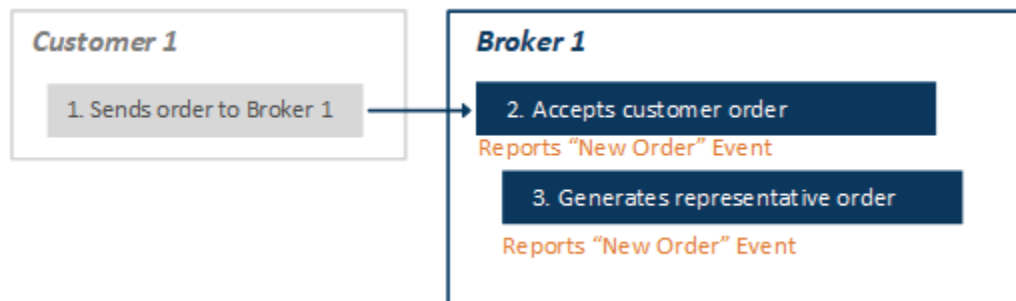 Customer 1
1. Sends order to Broker 1
Broker 1
2. Accepts customer order
Reports “New Order” Event
3. Generates representative order
Reports “New Order” Event